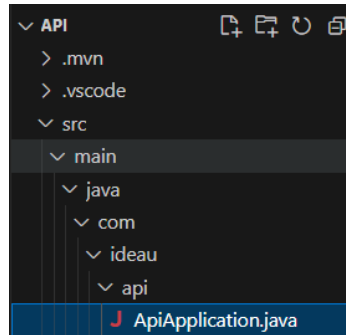 API
.mvn
.vscode
src
main
java
com
ideau
api
J ApiApplication.java